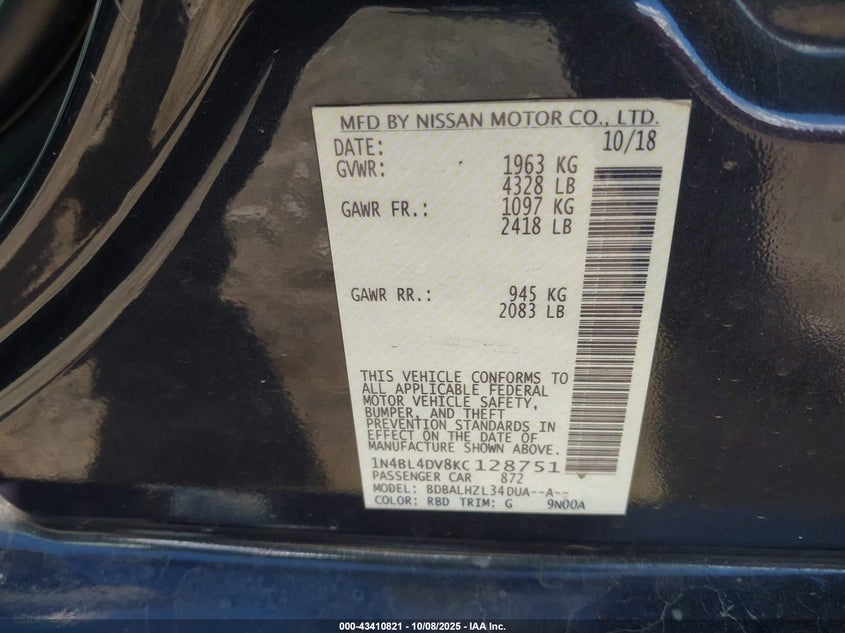 MFD BY NISSAN MOTOR CO., LTD.
DATE: 10/18
GVWR: 1963 KG
4328 LB
GAWR FR.: 1097 KG
2418 LB
GAWR RR.: 945 KG
2083 LB
THIS VEHICLE CONFORMS TO
ALL APPLICABLE FEDERAL
MOTOR VEHICLE SAFETY,
BUMPER, AND THEFT
PREVENTION STANDARDS IN
EFFECT ON THE DATE OF
MANUFACTURE SHOWN ABOVE.
1N4BL4DV8KC128751
PASSENGER CAR 872
MODEL: BDBALHZL34DUA--A--
COLOR: RBD TRIM: G 9N00A
000-43410821 - 10/08/2025 - IAA Inc.